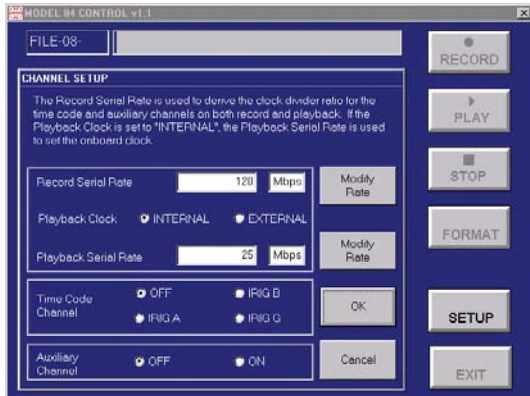 MODEL 84 CONTROL v1.1
FILE-08-
CHANNEL SETUP
The Record Serial Rate is used to derive the clock divider ratio for the
time code and auxiliary channels on both record and playback. If the
Playback Clock is set to "INTERNAL", the Playback Serial Rate is used
to set the onboard clock.
Record Serial Rate 120 Mbps
Modify
Rate
Playback Clock INTERNAL EXTERNAL
Playback Serial Rate 25 Mbps
Modify
Rate
Time Code
Channel
OFF IRIG B
IRIG A IRIG G
OK
Auxiliary
Channel
OFF ON
Cancel
RECORD
PLAY
STOP
FORMAT
SETUP
EXIT